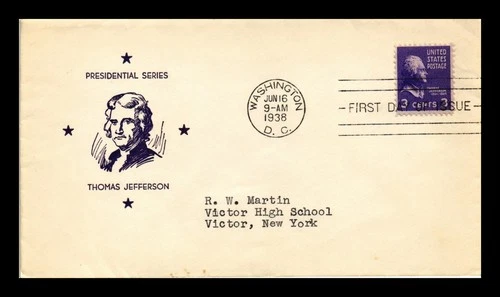 PRESIDENTIAL SERIES
THOMAS JEFFERSON
WASHINGTON
JUN 16
9-AM
1938
D. C.
UNITED
STATES
POSTAGE
3 CENTS 3
FIRST DAY OF ISSUE
R. W. Martin
Victor High School
Victor, New York